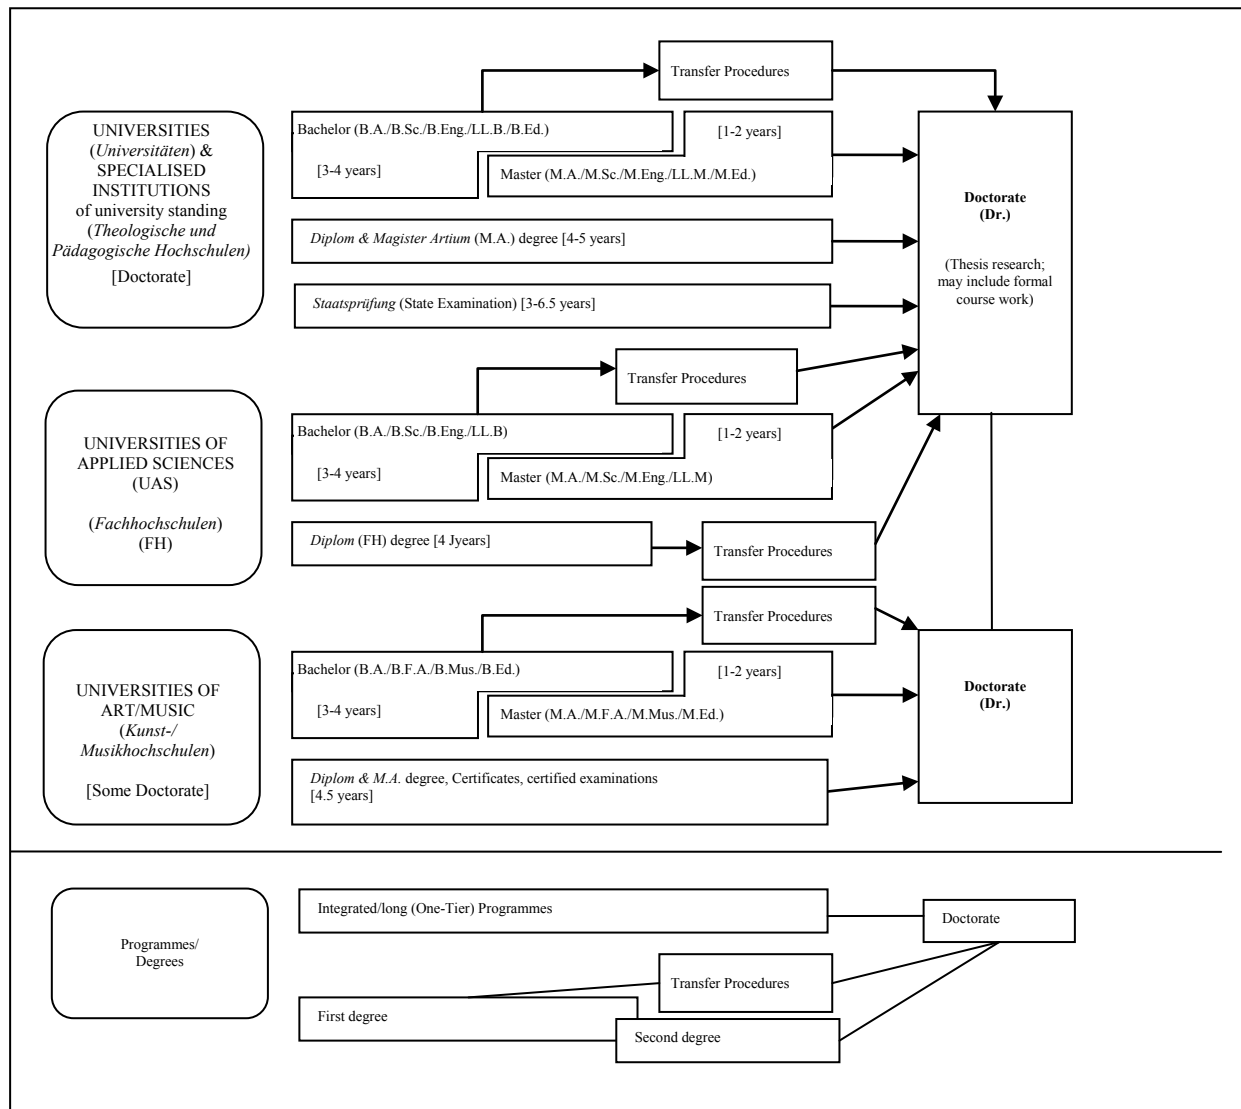 Transfer Procedures
UNIVERSITIES
(Universitäten) &
SPECIALISED
INSTITUTIONS
of university standing
(Theologische und
Pädagogische Hochschulen)
[Doctorate]
Bachelor (B.A./B.Sc./B.Eng./LL.B./B.Ed.)
[3-4 years]
[1-2 years]
Master (M.A./M.Sc./M.Eng./LL.M./M.Ed.)
Diplom & Magister Artium (M.A.) degree [4-5 years]
Staatsprüfung (State Examination) [3-6.5 years]
Doctorate
(Dr.)
(Thesis research;
may include formal
course work)
Transfer Procedures
UNIVERSITIES OF
APPLIED SCIENCES
(UAS)
(Fachhochschulen)
(FH)
Bachelor (B.A./B.Sc./B.Eng./LL.B)
[3-4 years]
[1-2 years]
Master (M.A./M.Sc./M.Eng./LL.M)
Diplom (FH) degree [4 Jyears]
Transfer Procedures
Transfer Procedures
UNIVERSITIES OF
ART/MUSIC
(Kunst-/
Musikhochschulen)
[Some Doctorate]
Bachelor (B.A./B.F.A./B.Mus./B.Ed.)
[3-4 years]
[1-2 years]
Master (M.A./M.F.A./M.Mus./M.Ed.)
Diplom & M.A. degree, Certificates, certified examinations
[4.5 years]
Doctorate
(Dr.)
Programmes/
Degrees
Integrated/long (One-Tier) Programmes
Doctorate
Transfer Procedures
First degree
Second degree